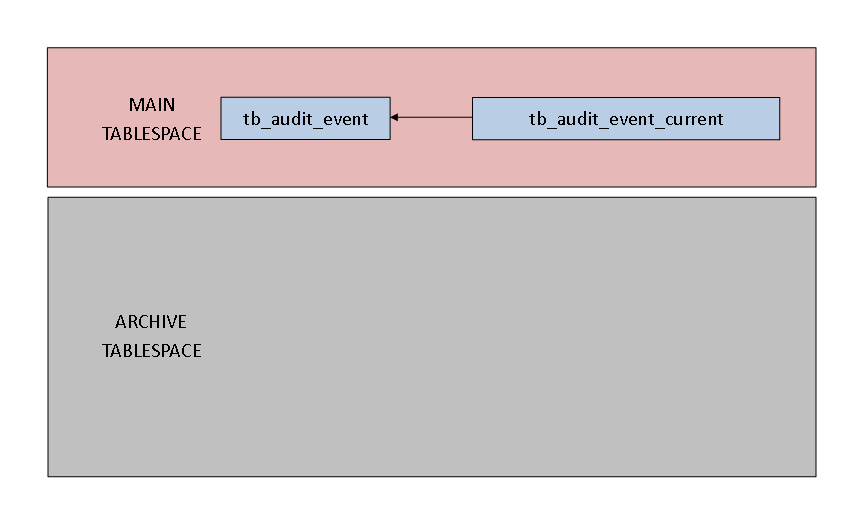 MAIN
TABLESPACE
tb_audit_event
tb_audit_event_current
ARCHIVE
TABLESPACE